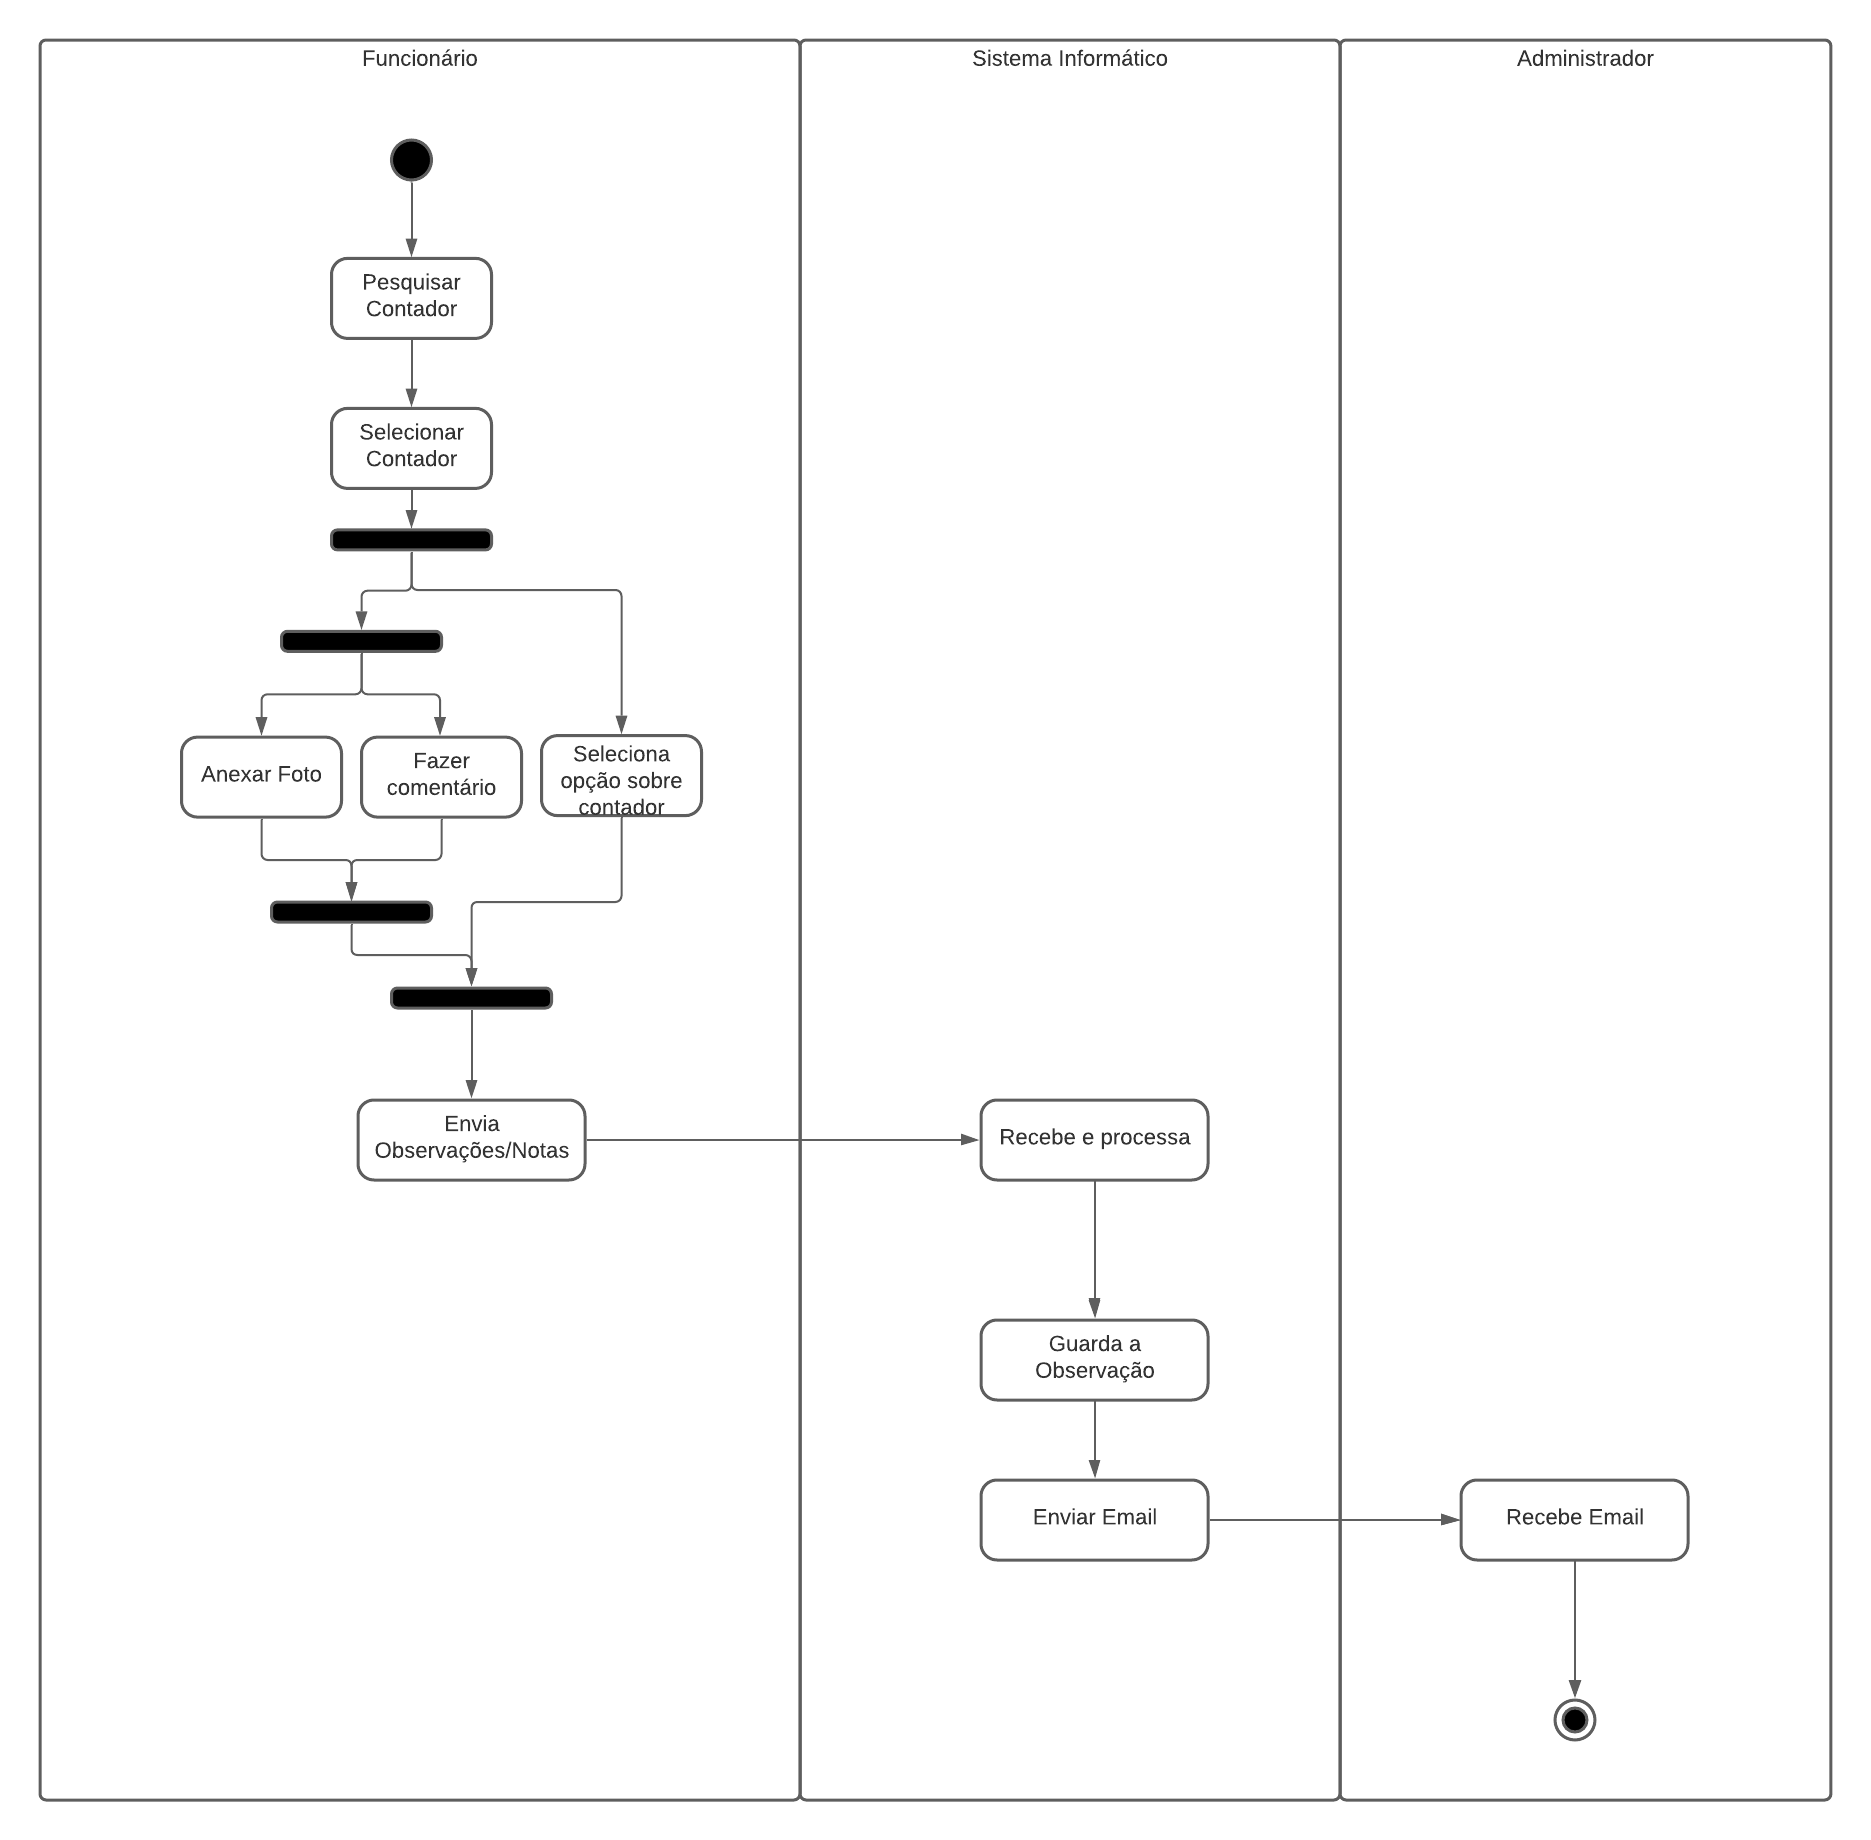 Funcionário
Sistema Informático
Administrador
Pesquisar
Contador
Selecionar
Contador
Anexar Foto
Fazer
comentário
Seleciona
opção sobre
contador
Envia
Observações/Notas
Recebe e processa
Guarda a
Observação
Enviar Email
Recebe Email